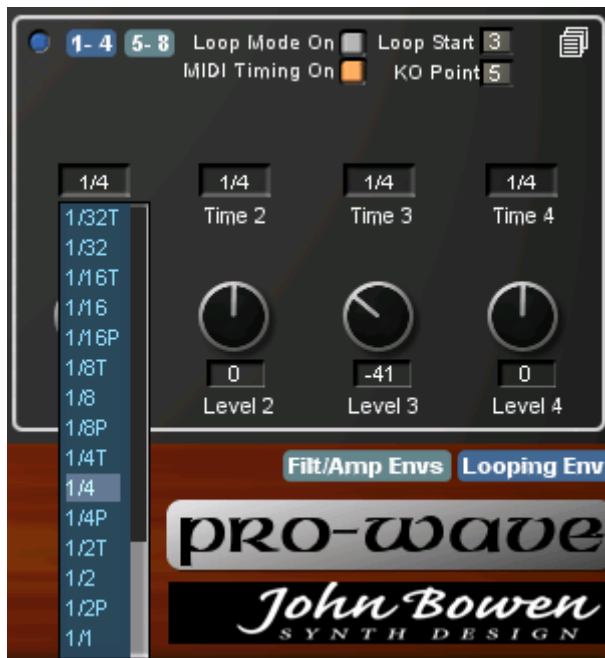 1- 4 5- 8 Loop Mode On Loop Start 3
MIDI Timing On KO Point 5
1/4 1/4 1/4 1/4
Time 2 Time 3 Time 4
1/32T
1/32
1/16T
1/16
1/16P
1/8T
1/8
1/8P
1/4T
1/4
1/4P
1/2T
1/2
1/2P
1/1
0 -41 0
Level 2 Level 3 Level 4
Filt/Amp Envs Looping Env
PRO-WAVE
John Bowen
SYNTH DESIGN